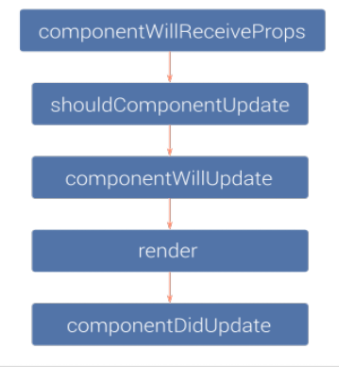 componentWillReceiveProps
shouldComponentUpdate
componentWillUpdate
render
componentDidUpdate